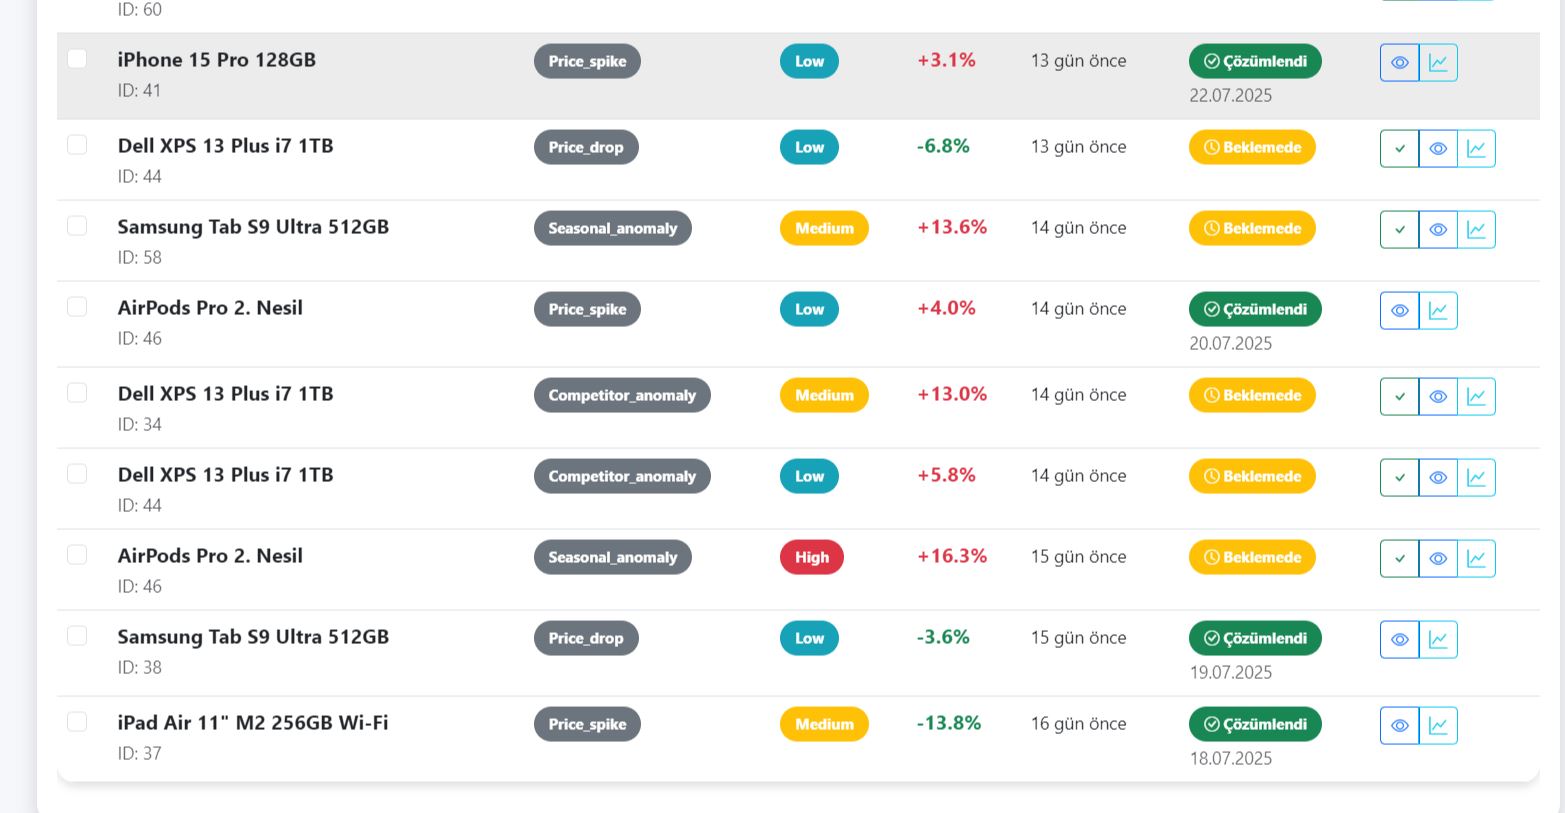 ID: 60
iPhone 15 Pro 128GB Price_spike Low +3.1% 13 gün önce Çözümlendi
ID: 41 22.07.2025
Dell XPS 13 Plus i7 1TB Price_drop Low -6.8% 13 gün önce Beklemede
ID: 44
Samsung Tab S9 Ultra 512GB Seasonal_anomaly Medium +13.6% 14 gün önce Beklemede
ID: 58
AirPods Pro 2. Nesil Price_spike Low +4.0% 14 gün önce Çözümlendi
ID: 46 20.07.2025
Dell XPS 13 Plus i7 1TB Competitor_anomaly Medium +13.0% 14 gün önce Beklemede
ID: 34
Dell XPS 13 Plus i7 1TB Competitor_anomaly Low +5.8% 14 gün önce Beklemede
ID: 44
AirPods Pro 2. Nesil Seasonal_anomaly High +16.3% 15 gün önce Beklemede
ID: 46
Samsung Tab S9 Ultra 512GB Price_drop Low -3.6% 15 gün önce Çözümlendi
ID: 38 19.07.2025
iPad Air 11" M2 256GB Wi-Fi Price_spike Medium -13.8% 16 gün önce Çözümlendi
ID: 37 18.07.2025